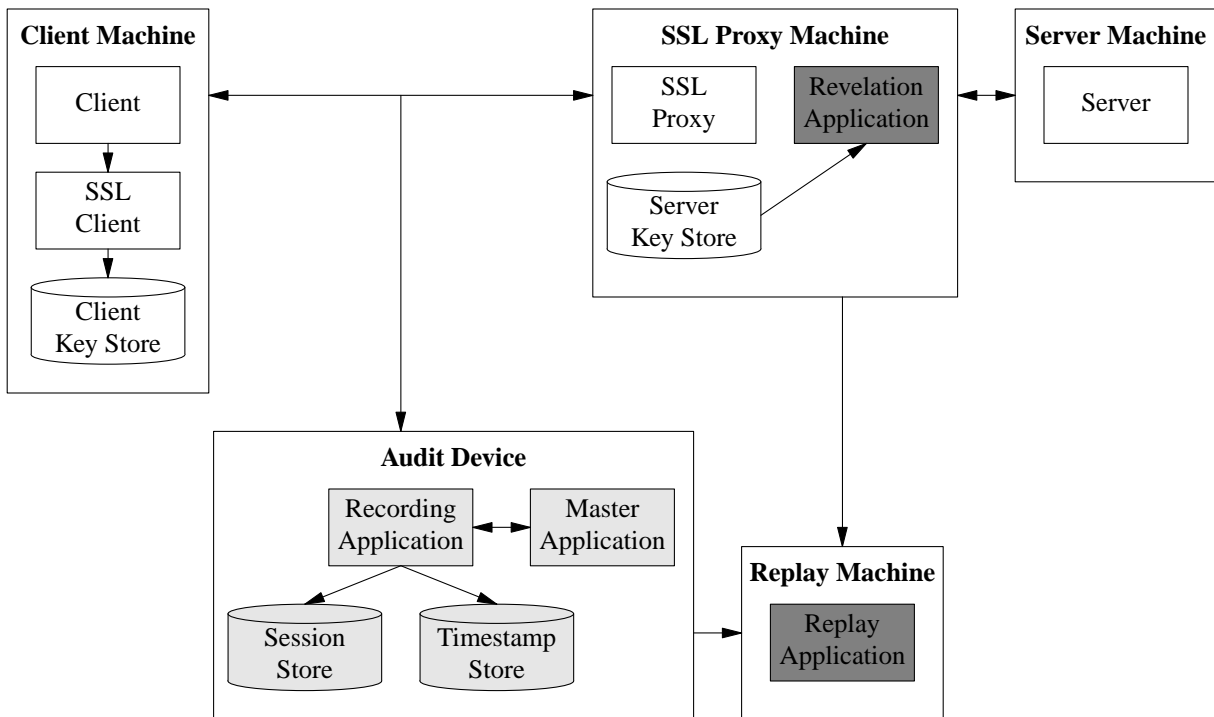 Client Machine
Client
SSL
Client
Client
Key Store
SSL Proxy Machine
SSL
Proxy
Revelation
Application
Server
Key Store
Server Machine
Server
Audit Device
Recording
Application
Master
Application
Session
Store
Timestamp
Store
Replay Machine
Replay
Application